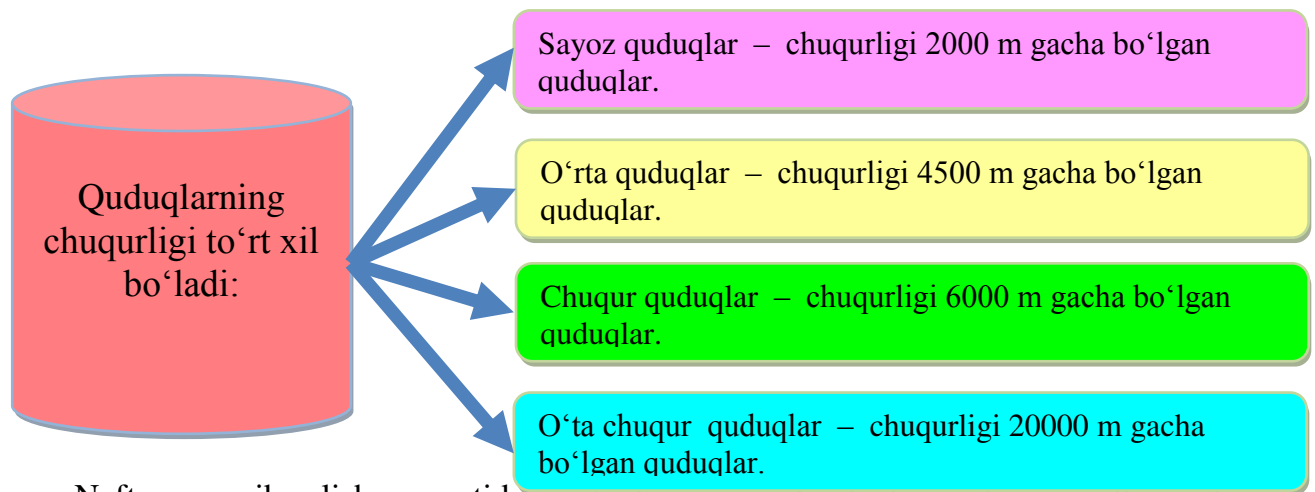 Quduqlarning
chuqurligi to‘rt xil
bo‘ladi:
Sayoz quduqlar – chuqurligi 2000 m gacha bo‘lgan
quduqlar.
O‘rta quduqlar – chuqurligi 4500 m gacha bo‘lgan
quduqlar.
Chuqur quduqlar – chuqurligi 6000 m gacha bo‘lgan
quduqlar.
O‘ta chuqur quduqlar – chuqurligi 20000 m gacha
bo‘lgan quduqlar.